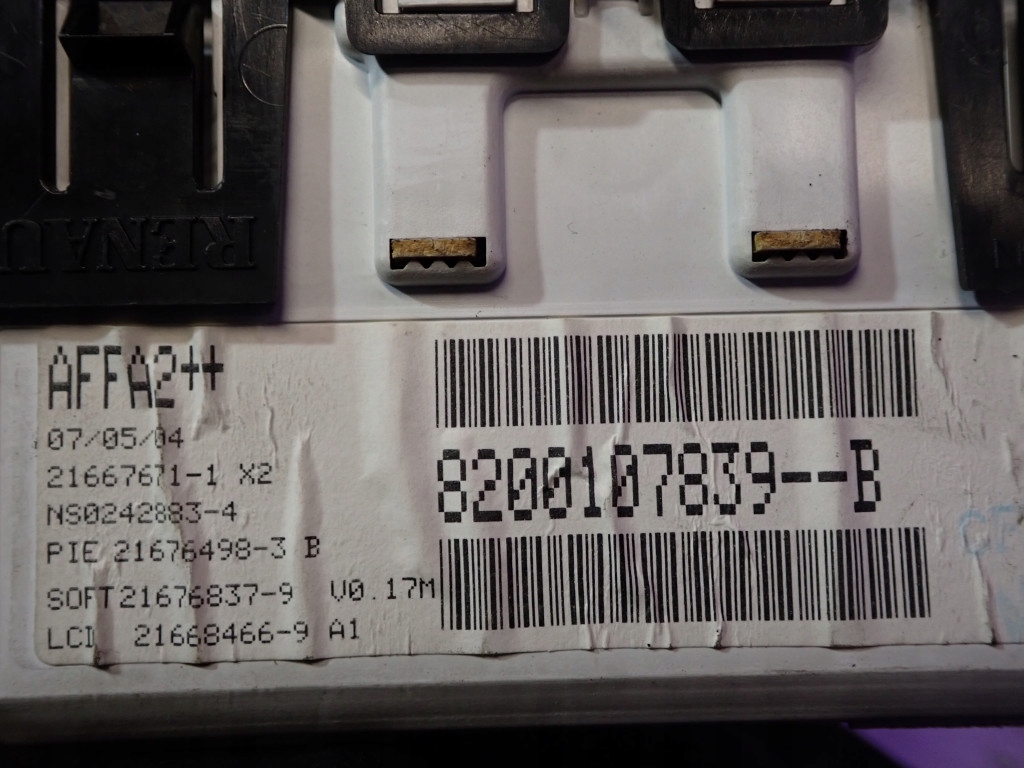 RENAU
AFFA2++
07/05/04
21667671-1 X2
NS0242883-4
PIE 21676498-3 B
SOFT 21676837-9 V0.17M
LCD 21668466-9 A1
8200107839--B